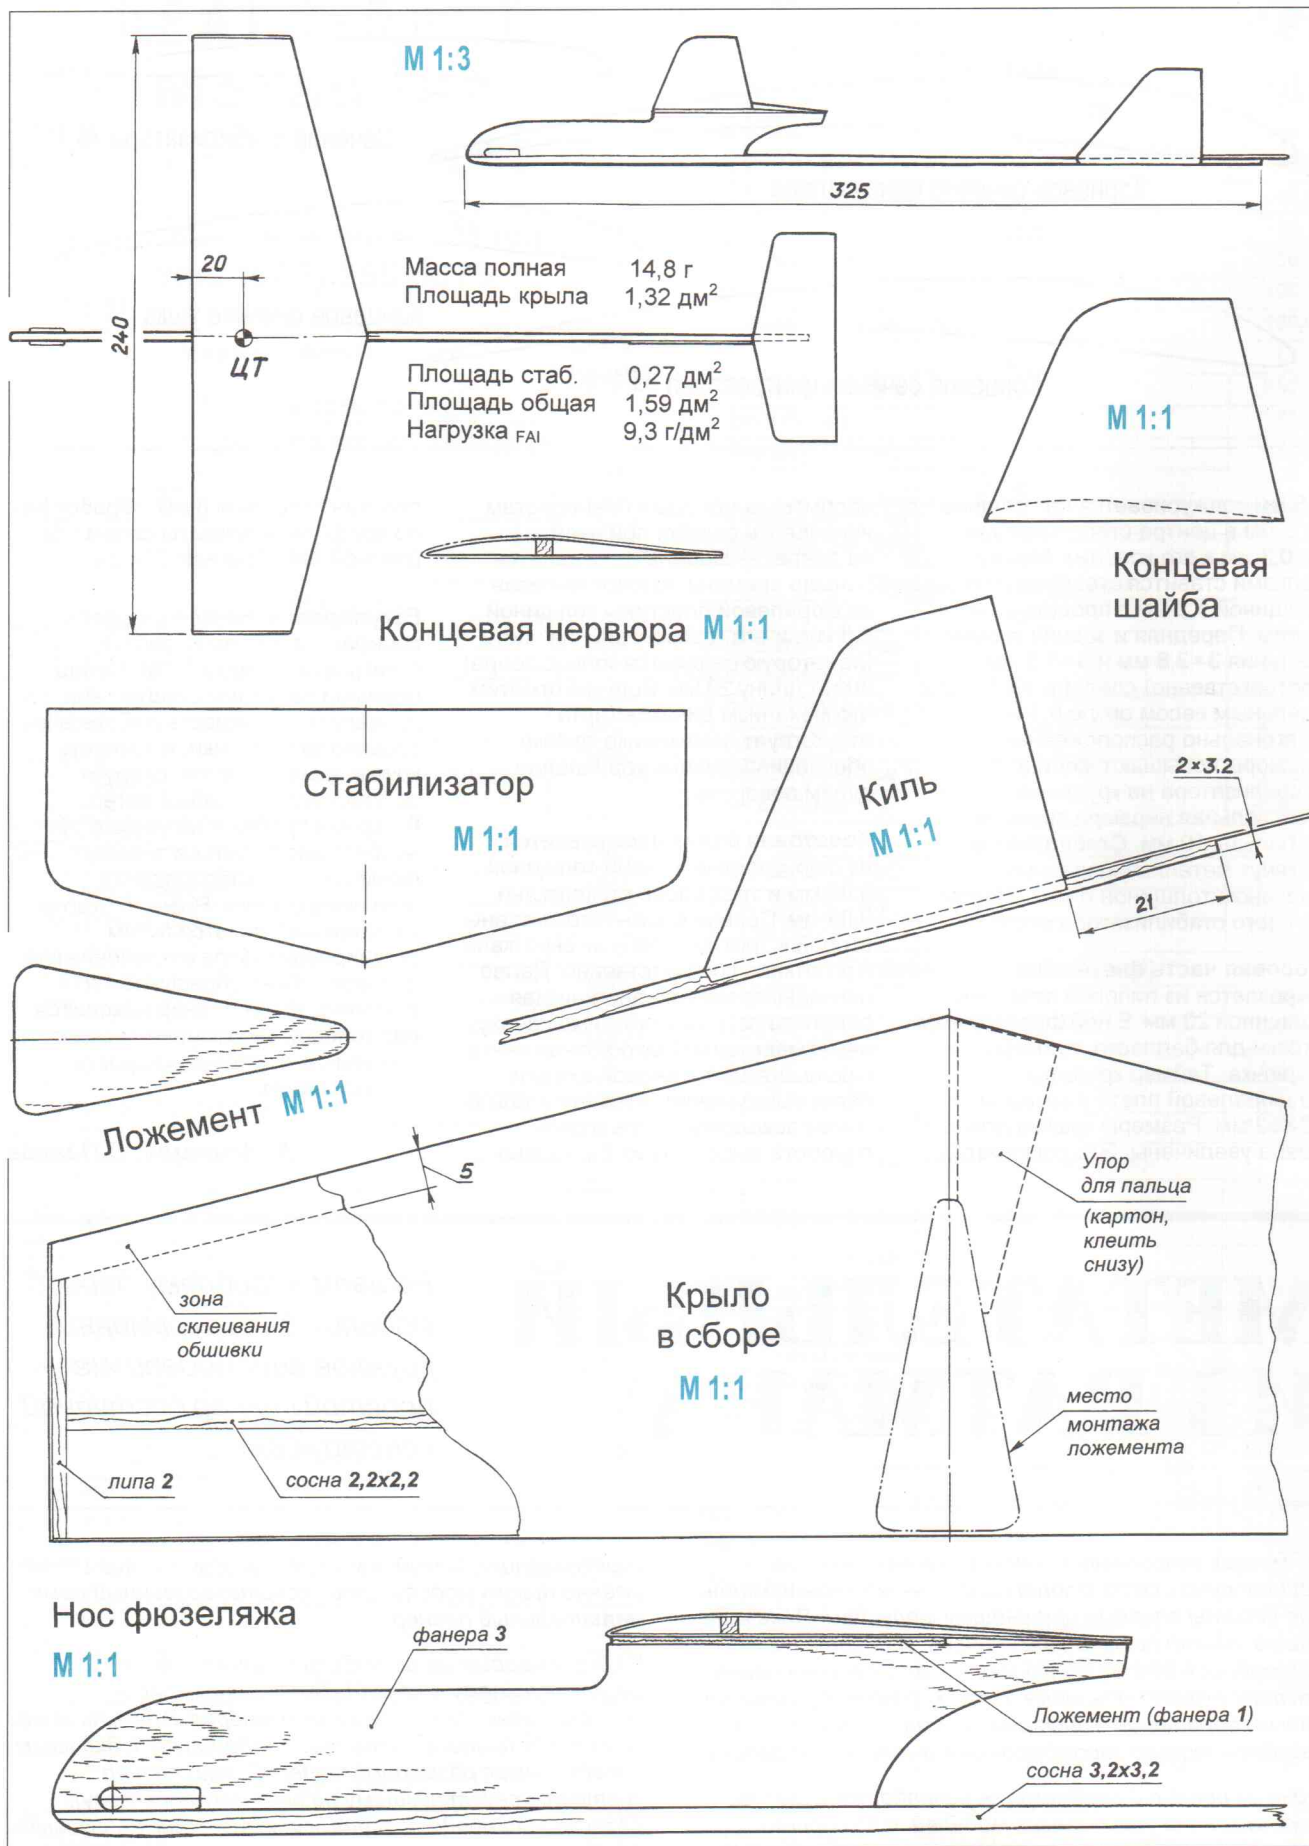 М 1:3
325
20
240
ЦТ
Масса полная 14,8 г
Площадь крыла 1,32 дм²
Площадь стаб. 0,27 дм²
Площадь общая 1,59 дм²
Нагрузка FAI 9,3 г/дм²
М 1:1
Концевая
шайба
Концевая нервюра М 1:1
Стабилизатор
М 1:1
Киль
М 1:1
2×3.2
21
Ложемент М 1:1
5
зона
склеивания
обшивки
Упор
для пальца
(картон,
клеить
снизу)
Крыло
в сборе
М 1:1
место
монтажа
ложемента
липа 2
сосна 2,2х2,2
Нос фюзеляжа
М 1:1
фанера 3
Ложемент (фанера 1)
сосна 3,2х3,2